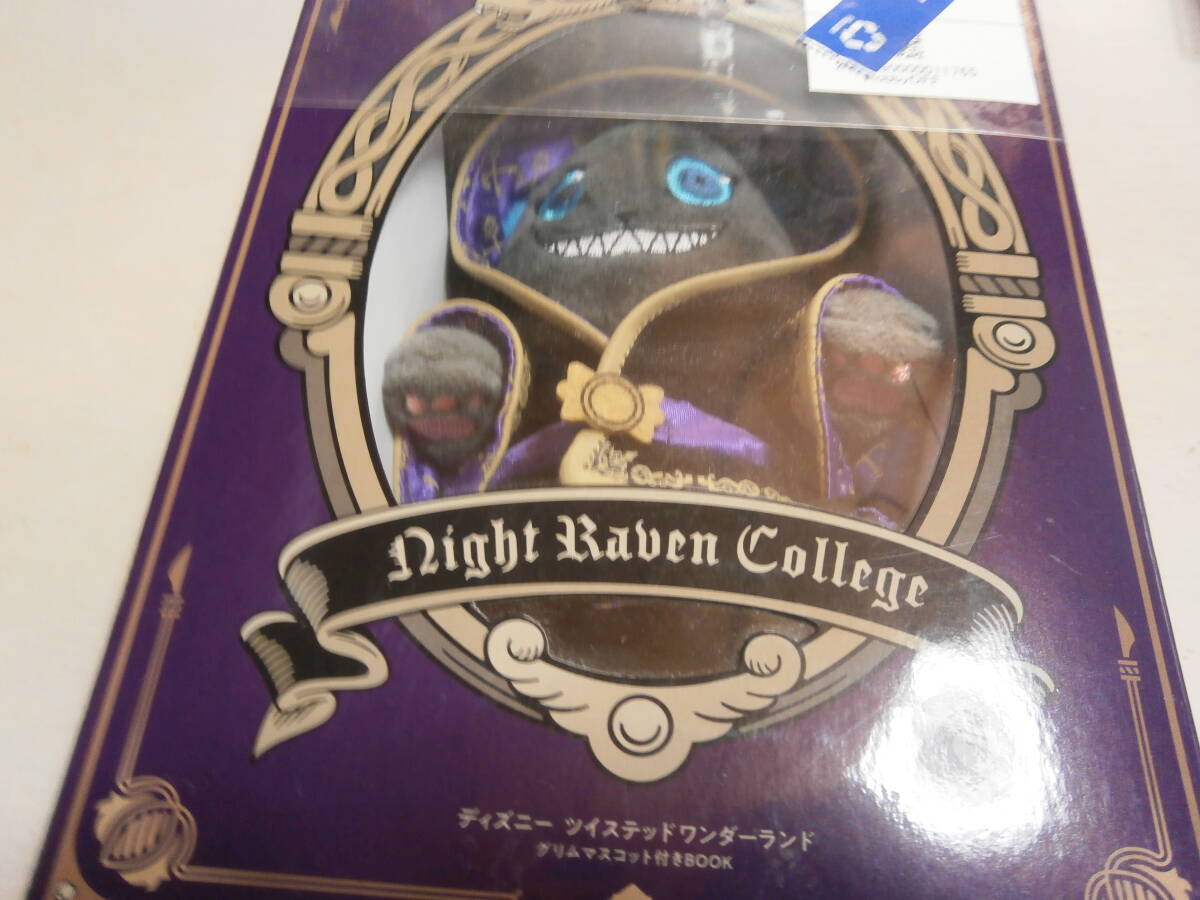 Night Raven College
ディズニー ツイステッドワンダーランド
グリムマスコット付きBOOK